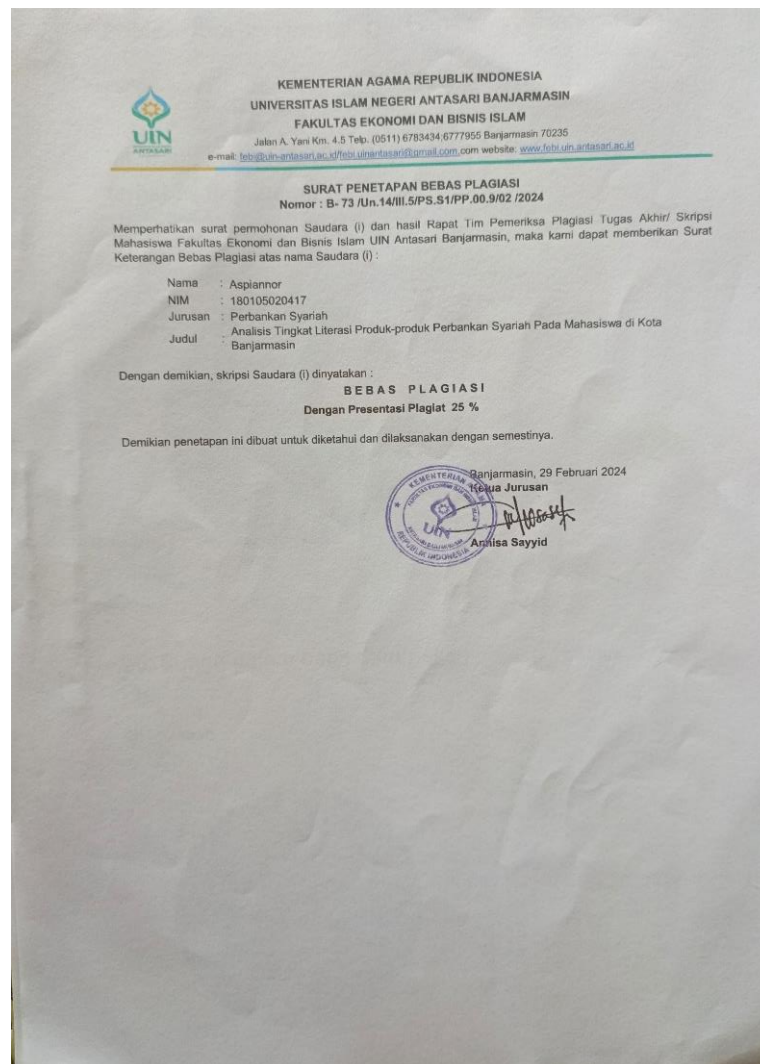 KEMENTERIAN AGAMA REPUBLIK INDONESIA
UNIVERSITAS ISLAM NEGERI ANTASARI BANJARMASIN
FAKULTAS EKONOMI DAN BISNIS ISLAM
Jalan A. Yani Km. 4,5 Telp. (0511) 6783434,6777955 Banjarmasin 70235
e-mail: febi@uin-antasari.ac.id/febi.uinantasari@gmail.com,com website: www.febi.uin.antasari.ac.id
UIN
ANTASARI
SURAT PENETAPAN BEBAS PLAGIASI
Nomor : B- 73 /Un.14/III.5/PS.S1/PP.00.9/02 /2024
Memperhatikan surat permohonan Saudara (i) dan hasil Rapat Tim Pemeriksa Plagiasi Tugas Akhir/ Skripsi
Mahasiswa Fakultas Ekonomi dan Bisnis Islam UIN Antasari Banjarmasin, maka kami dapat memberikan Surat
Keterangan Bebas Plagiasi atas nama Saudara (i) :
Nama : Aspiannor
NIM : 180105020417
Jurusan : Perbankan Syariah
Judul : Analisis Tingkat Literasi Produk-produk Perbankan Syariah Pada Mahasiswa di Kota
Banjarmasin
Dengan demikian, skripsi Saudara (i) dinyatakan :
BEBAS PLAGIASI
Dengan Presentasi Plagiat 25 %
Demikian penetapan ini dibuat untuk diketahui dan dilaksanakan dengan semestinya.
Banjarmasin, 29 Februari 2024
Ketua Jurusan
KEMENTERIAN AGAMA
UIN
REPUBLIK INDONESIA
Annisa Sayyid